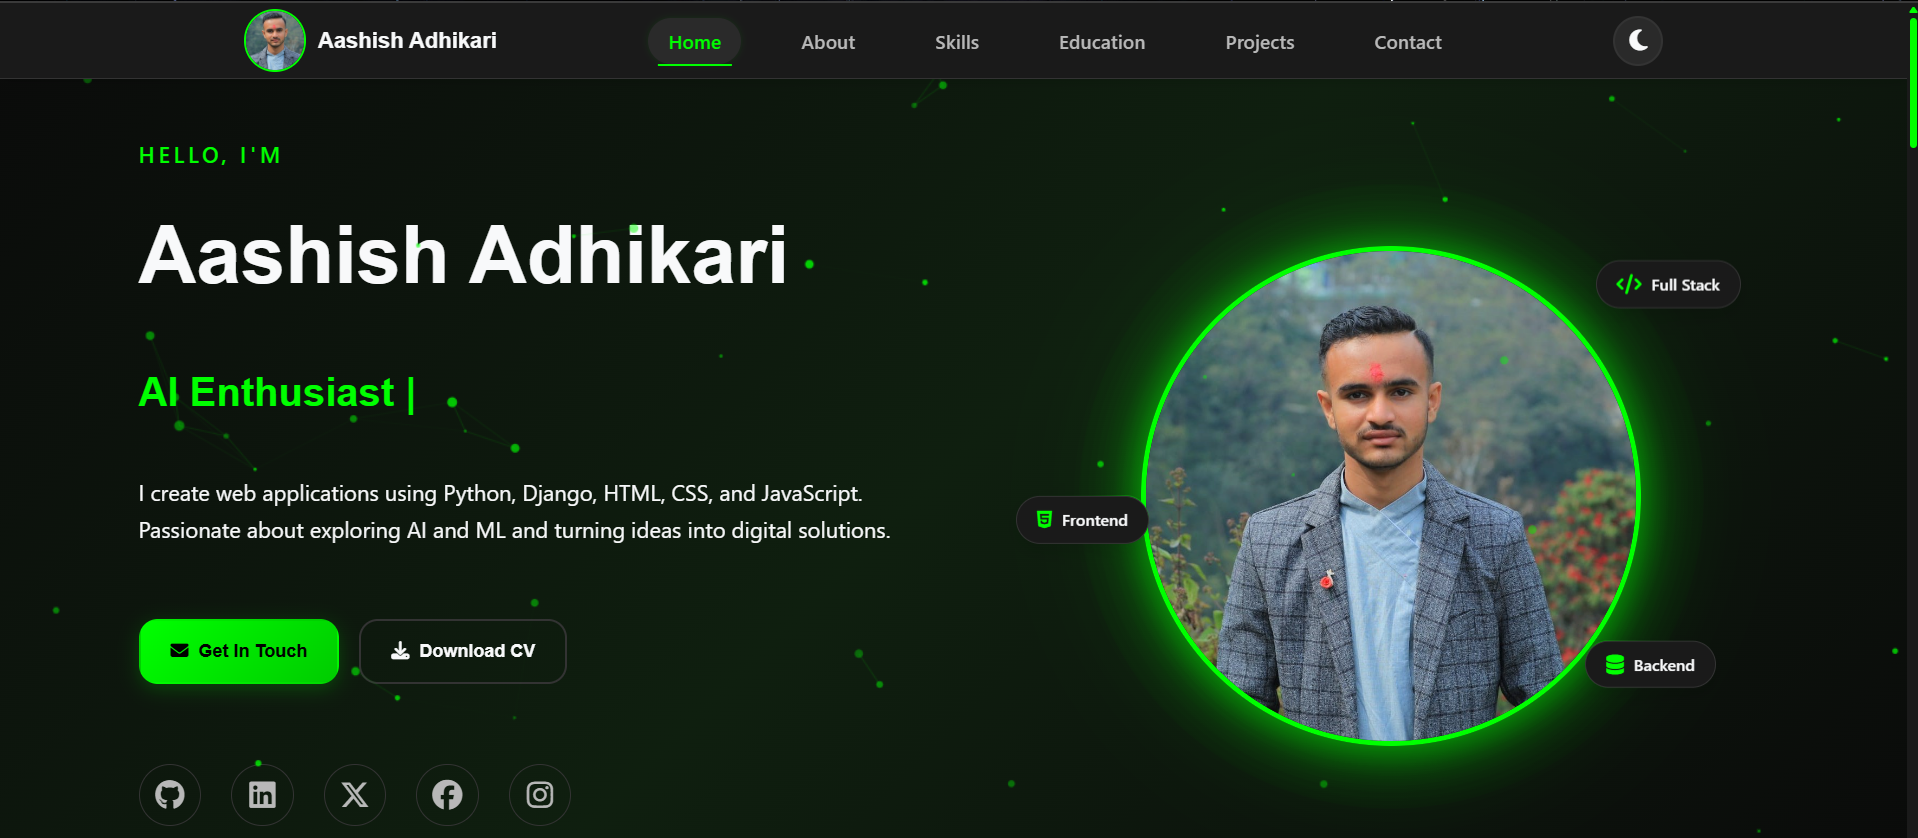 Aashish Adhikari
Home
About
Skills
Education
Projects
Contact
HELLO, I'M
Aashish Adhikari
AI Enthusiast |
I create web applications using Python, Django, HTML, CSS, and JavaScript.
Passionate about exploring AI and ML and turning ideas into digital solutions.
Get In Touch
Download CV
Full Stack
Frontend
Backend